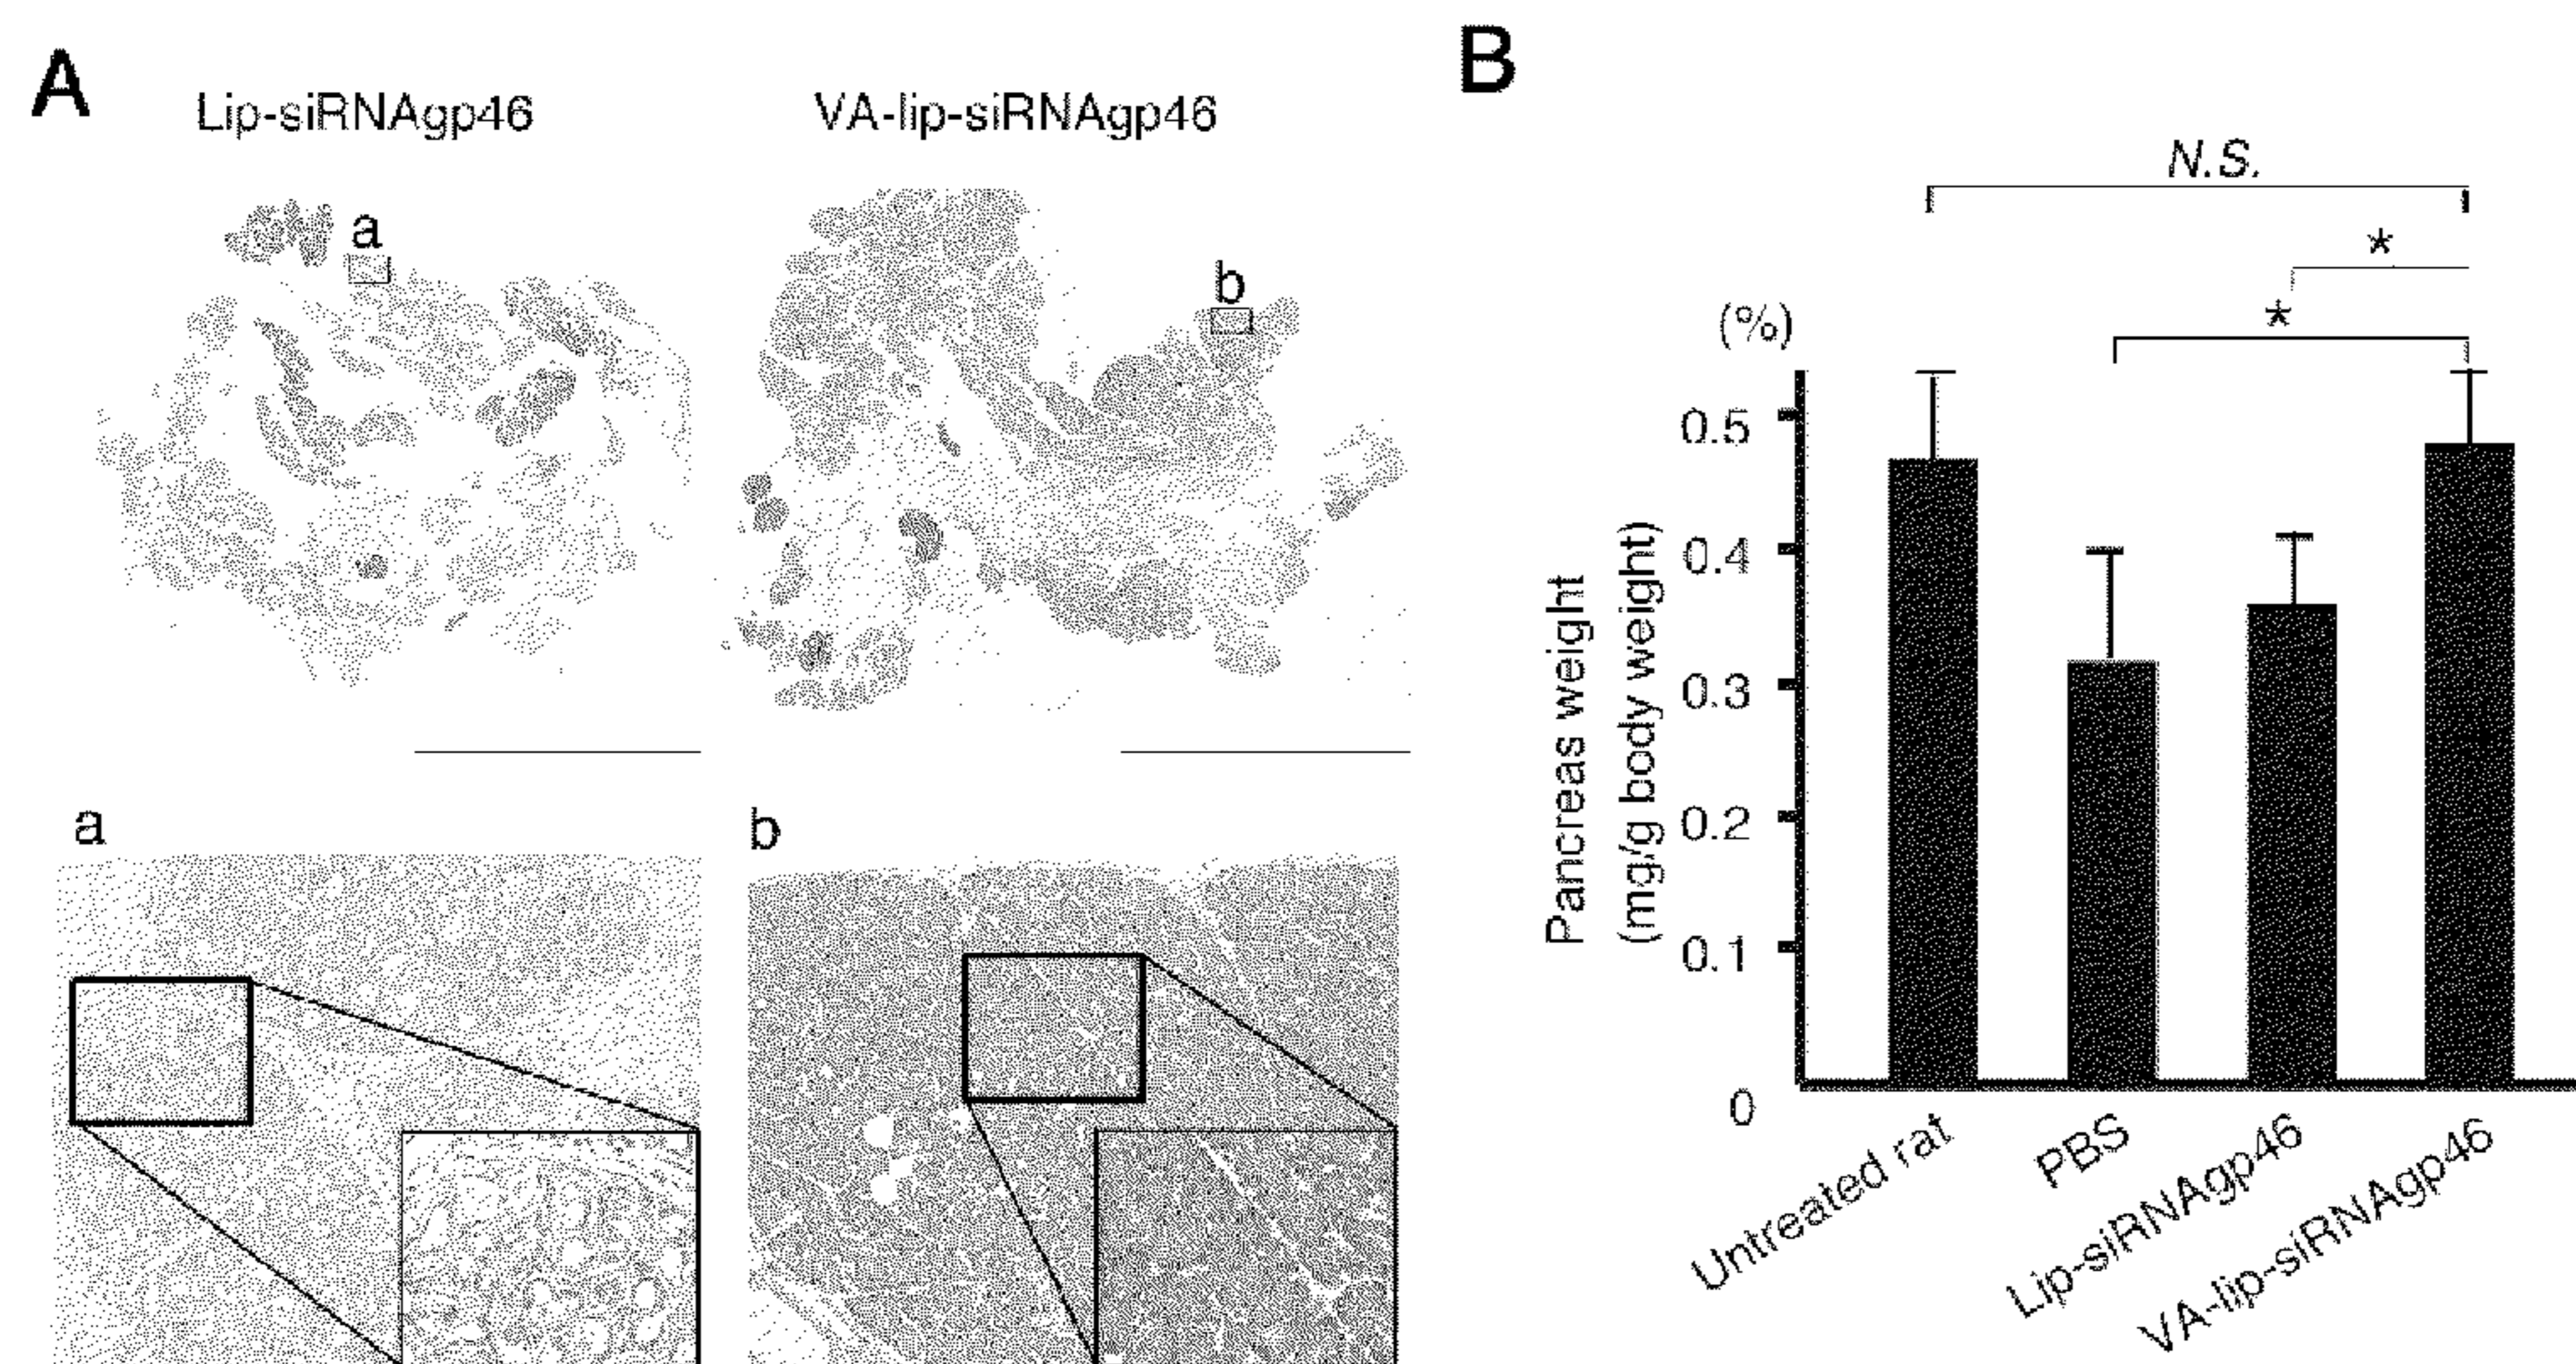 A
Lip-siRNAgp46
VA-lip-siRNAgp46
a
b
a
b
B
N.S.
*
*
(%)
0.5
0.4
0.3
0.2
0.1
0
Pancreas weight
(mg/g body weight)
Untreated rat
PBS
Lip-siRNAgp46
VA-lip-siRNAgp46